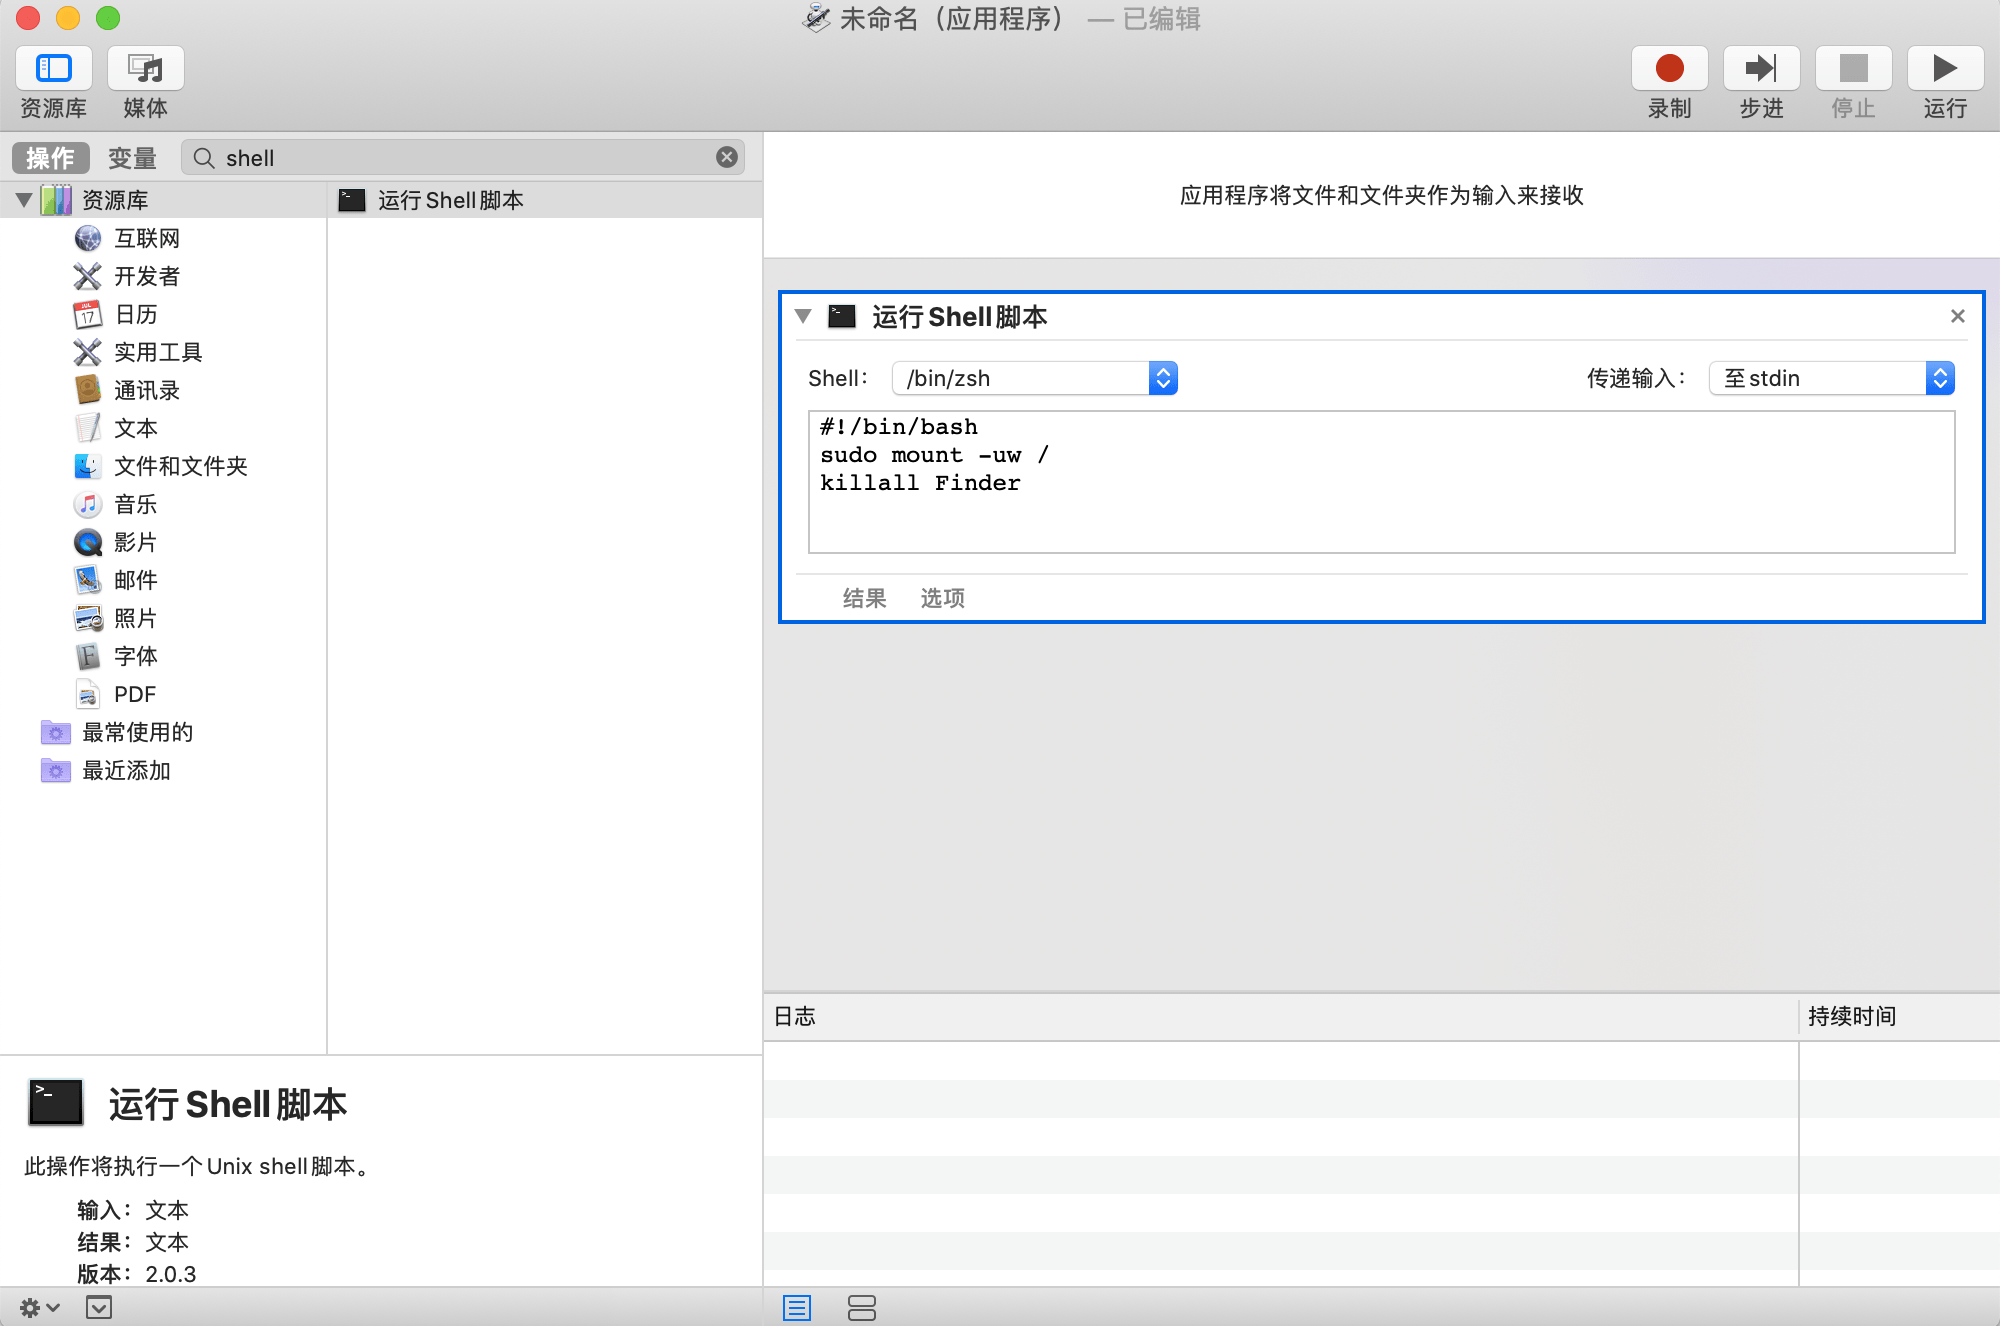 未命名（应用程序） — 已编辑
资源库
媒体
录制
步进
停止
运行
操作
变量
shell
资源库
互联网
开发者
JUL
17
日历
实用工具
通讯录
文本
文件和文件夹
音乐
影片
邮件
照片
字体
PDF
最常使用的
最近添加
运行 Shell 脚本
应用程序将文件和文件夹作为输入来接收
运行 Shell 脚本
Shell：
/bin/zsh
传递输入：
至 stdin
#!/bin/bash
sudo mount -uw /
killall Finder
结果
选项
日志
持续时间
运行 Shell 脚本
此操作将执行一个 Unix shell 脚本。
输入： 文本
结果： 文本
版本： 2.0.3